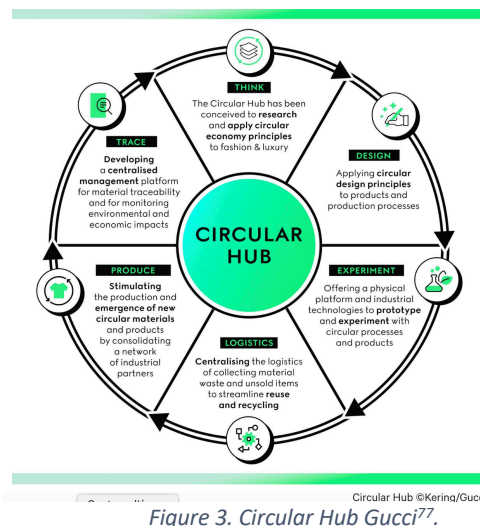 THINK
The Circular Hub has been
conceived to research
and apply circular
economy principles
to fashion & luxury
DESIGN
Applying circular
design principles
to products and
production processes
EXPERIMENT
Offering a physical
platform and industrial
technologies to prototype
and experiment with
circular processes
and products
LOGISTICS
Centralising the logistics
of collecting material
waste and unsold items
to streamline reuse
and recycling
PRODUCE
Stimulating
the production and
emergence of new
circular materials
and products
by consolidating
a network
of industrial
partners
TRACE
Developing
a centralised
management platform
for material traceability
and for monitoring
environmental and
economic impacts
CIRCULAR
HUB
Circular Hub ©Kering/Gucc
Figure 3. Circular Hub Gucci77.